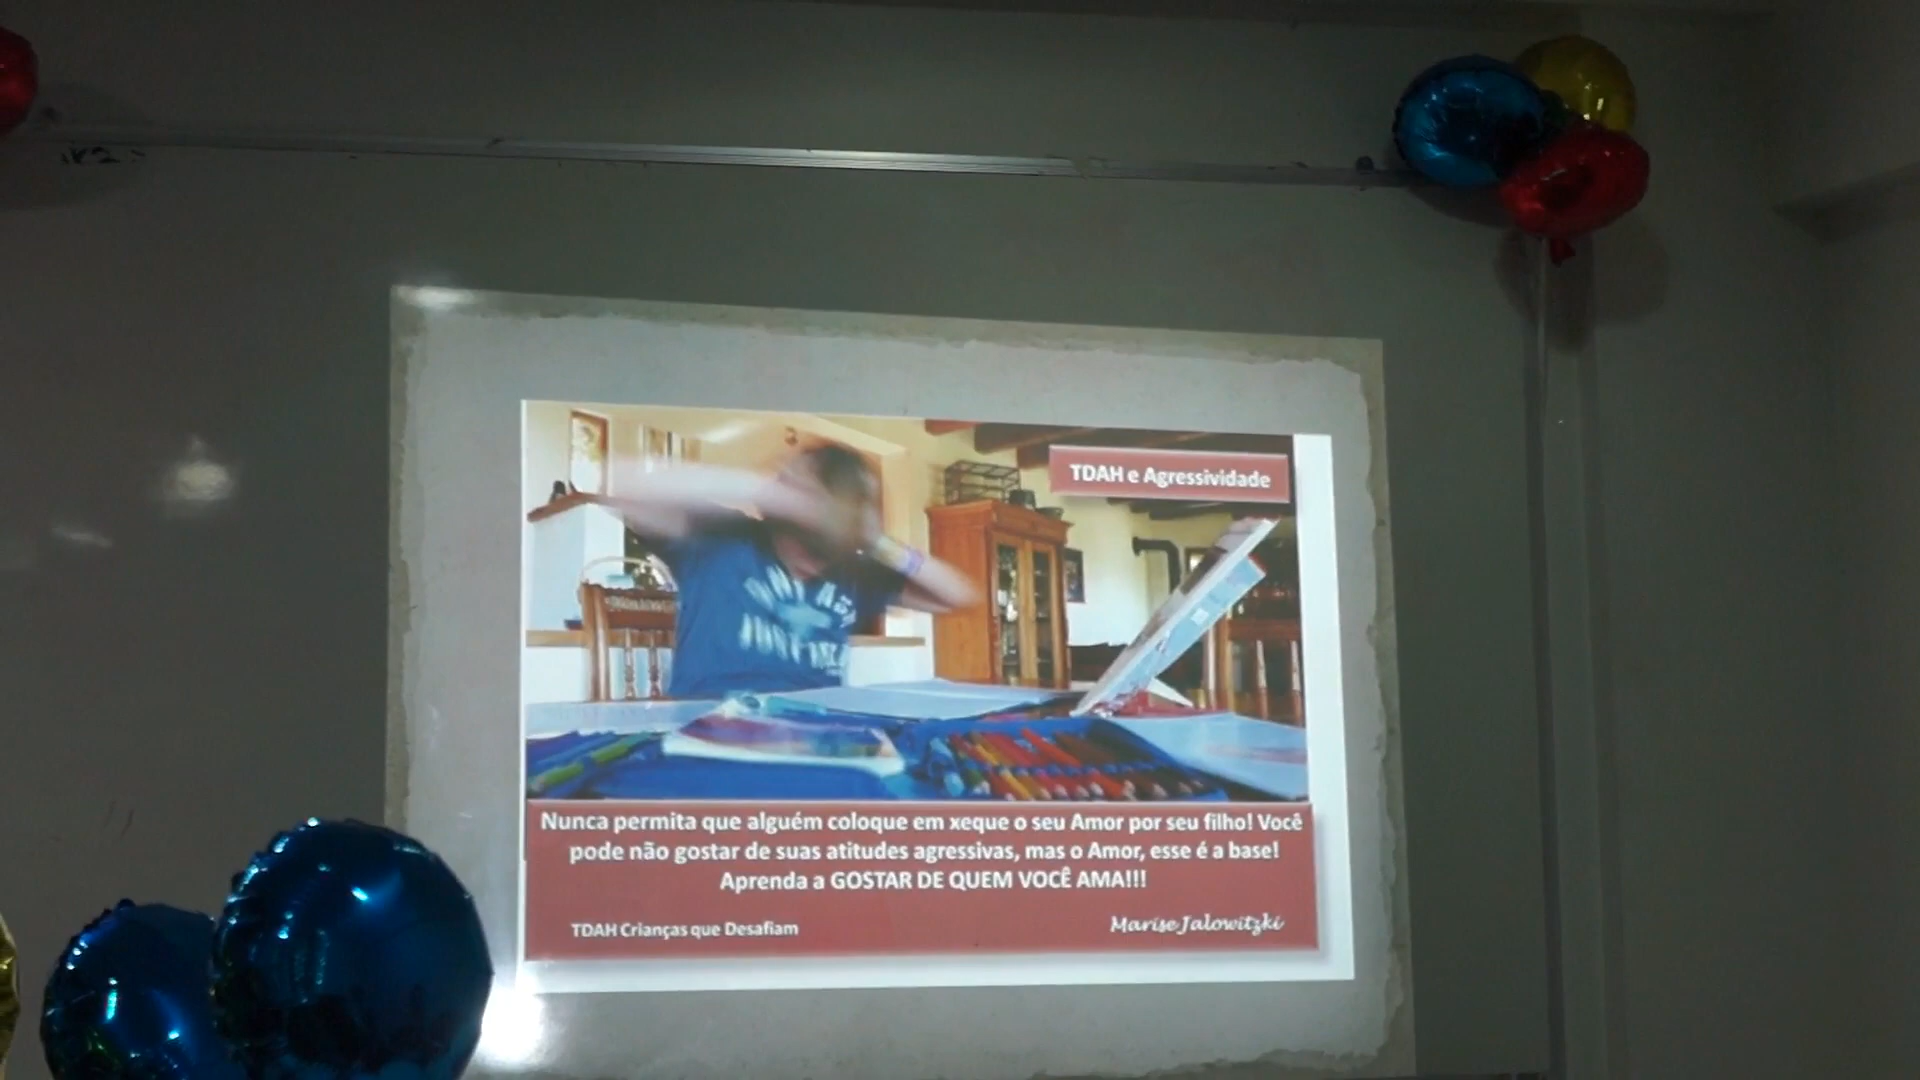 TDAH e Agressividade
Nunca permita que alguém coloque em xeque o seu Amor por seu filho! Você
pode não gostar de suas atitudes agressivas, mas o Amor, esse é a base!
Aprenda a GOSTAR DE QUEM VOCÊ AMA!!!
TDAH Crianças que Desafiam
Marise Jalowitzki